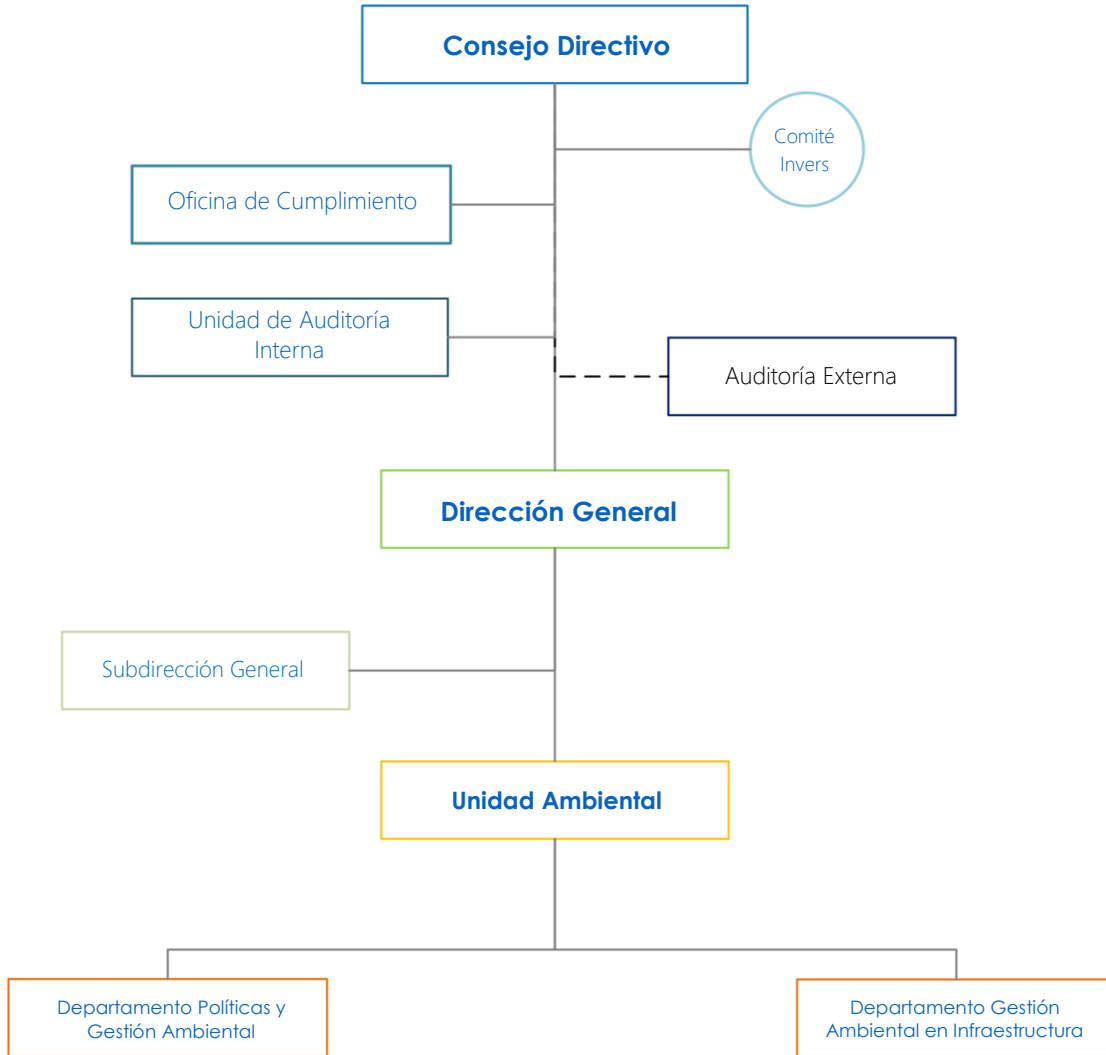 Consejo Directivo
Comité
Invers
Oficina de Cumplimiento
Unidad de Auditoría
Interna
Auditoría Externa
Dirección General
Subdirección General
Unidad Ambiental
Departamento Políticas y
Gestión Ambiental
Departamento Gestión
Ambiental en Infraestructura